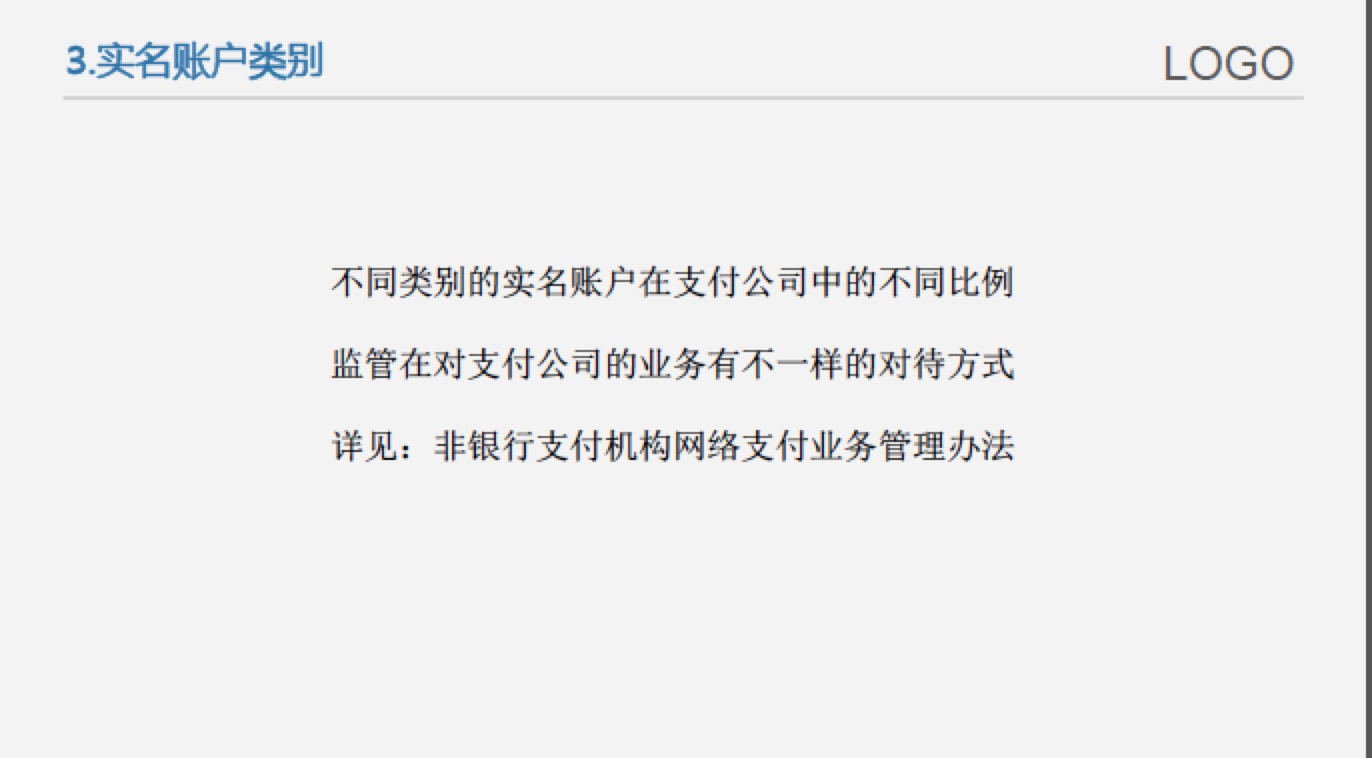 3.实名账户类别
LOGO
不同类别的实名账户在支付公司中的不同比例
监管在对支付公司的业务有不一样的对待方式
详见：非银行支付机构网络支付业务管理办法